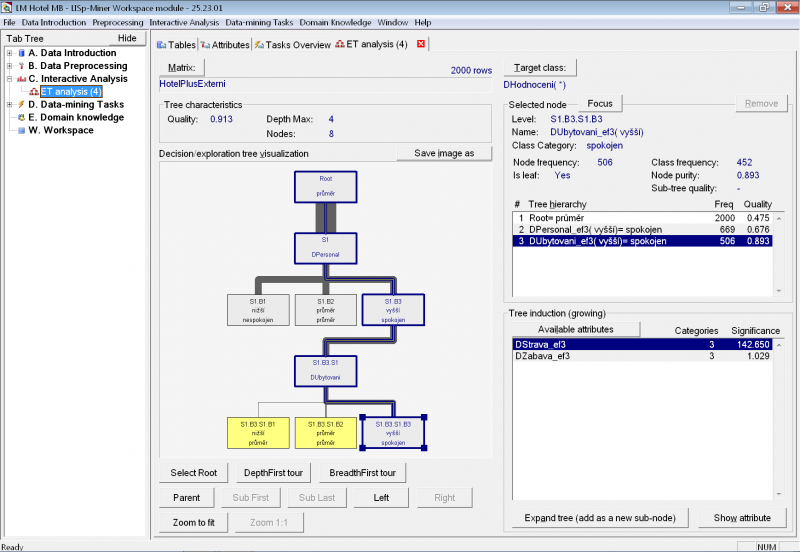 LM Hotel MB - LISp-Miner Workspace module - 25.23.01
File Data Introduction Preprocessing Interactive Analysis Data-mining Tasks Domain Knowledge Window Help
Tab Tree Hide
A. Data Introduction
B. Data Preprocessing
C. Interactive Analysis
ET analysis (4)
D. Data-mining Tasks
E. Domain knowledge
W. Workspace
Tables Attributes Tasks Overview ET analysis (4)
Matrix: 2000 rows
HotelPlusExterni
Tree characteristics
Quality: 0.913 Depth Max: 4
Nodes: 8
Decision/exploration tree visualization Save image as
Root
průměr
S1
DPersonal
S1.B1
nižší
nespokojen
S1.B2
průměr
průměr
S1.B3
vyšší
spokojen
S1.B3.S1
DUbytovani
S1.B3.S1.B1
nižší
průměr
S1.B3.S1.B2
průměr
průměr
S1.B3.S1.B3
vyšší
spokojen
Select Root DepthFirst tour BreadthFirst tour
Parent Sub First Sub Last Left Right
Zoom to fit Zoom 1:1
Target class:
DHodnoceni( *)
Selected node Focus Remove
Level: S1.B3.S1.B3
Name: DUbytovani_ef3( vyšší)
Class Category: spokojen
Node frequency: 506 Class frequency: 452
Is leaf: Yes Node purity: 0.893
Sub-tree quality: -
# Tree hierarchy Freq Quality
1 Root= průměr 2000 0.475
2 DPersonal_ef3( vyšší)= spokojen 669 0.676
3 DUbytovani_ef3( vyšší)= spokojen 506 0.893
Tree induction (growing)
Available attributes Categories Significance
DStrava_ef3 3 142.650
DZabava_ef3 3 1.029
Expand tree (add as a new sub-node) Show attribute
Ready NUM